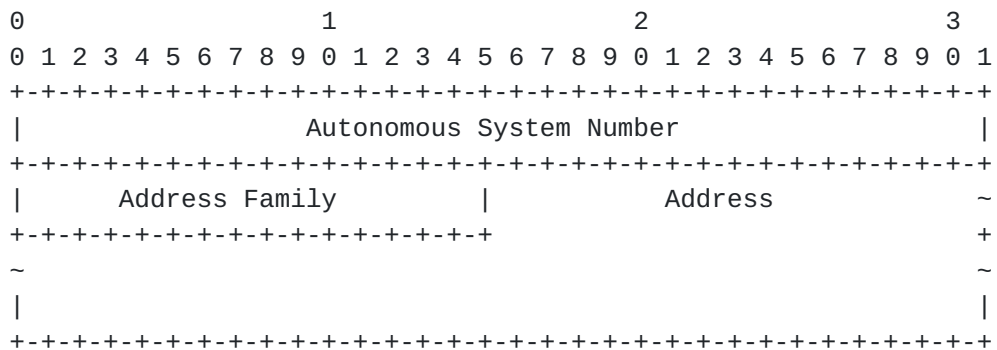 0                   1                   2                   3
0 1 2 3 4 5 6 7 8 9 0 1 2 3 4 5 6 7 8 9 0 1 2 3 4 5 6 7 8 9 0 1
+-+-+-+-+-+-+-+-+-+-+-+-+-+-+-+-+-+-+-+-+-+-+-+-+-+-+-+-+-+-+-+
|                  Autonomous System Number                   |
+-+-+-+-+-+-+-+-+-+-+-+-+-+-+-+-+-+-+-+-+-+-+-+-+-+-+-+-+-+-+-+
|      Address Family         |           Address             ~
+-+-+-+-+-+-+-+-+-+-+-+-+-+-+-+                               +
~                                                             ~
|                                                             |
+-+-+-+-+-+-+-+-+-+-+-+-+-+-+-+-+-+-+-+-+-+-+-+-+-+-+-+-+-+-+-+